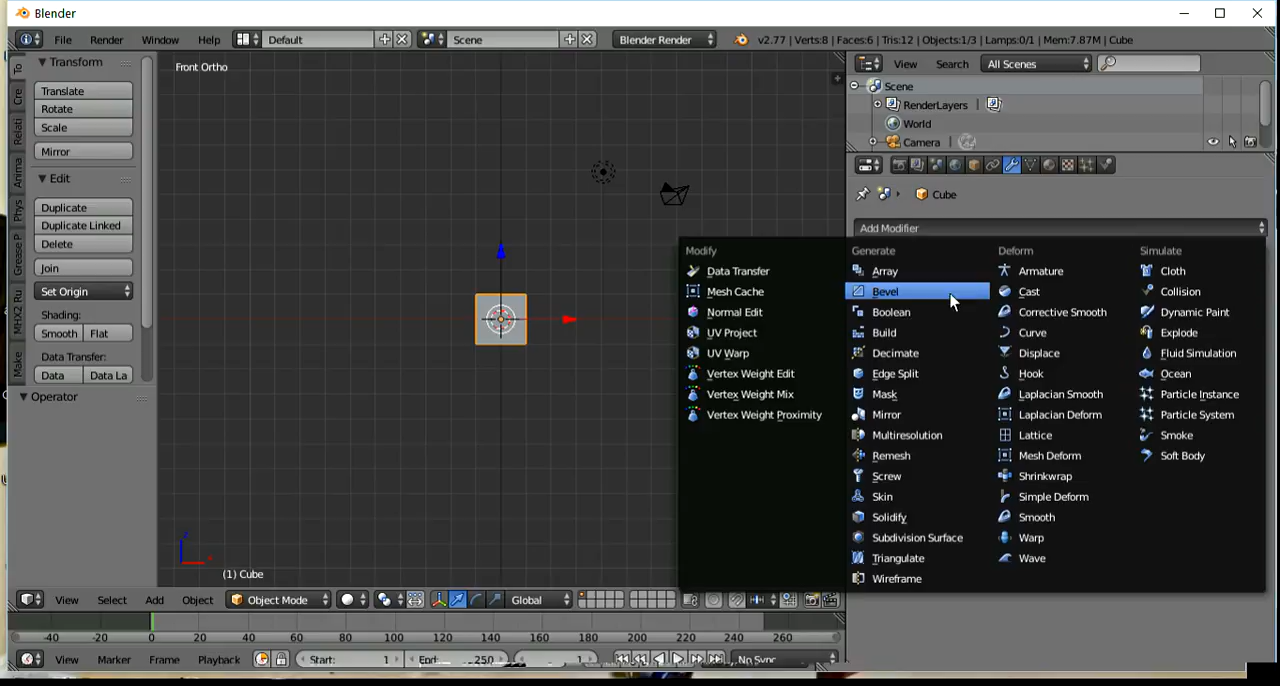 Blender
File Render Window Help Default Scene Blender Render v2.77 | Verts:8 | Faces:6 | Tris:12 | Objects:1/3 | Lamps:0/1 | Mem:7.87M | Cube
Transform
Translate
Rotate
Scale
Mirror
Edit
Duplicate
Duplicate Linked
Delete
Join
Set Origin
Shading:
Smooth Flat
Data Transfer:
Data Data La
Operator
To
Cre
Relati
Anima
Phys
Grease P
MHX2 Ru
Make
Front Ortho
(1) Cube
View Search All Scenes
Scene
RenderLayers
World
Camera
Cube
Add Modifier
Modify
Data Transfer
Mesh Cache
Normal Edit
UV Project
UV Warp
Vertex Weight Edit
Vertex Weight Mix
Vertex Weight Proximity
Generate
Array
Bevel
Boolean
Build
Decimate
Edge Split
Mask
Mirror
Multiresolution
Remesh
Screw
Skin
Solidify
Subdivision Surface
Triangulate
Wireframe
Deform
Armature
Cast
Corrective Smooth
Curve
Displace
Hook
Laplacian Smooth
Laplacian Deform
Lattice
Mesh Deform
Shrinkwrap
Simple Deform
Smooth
Warp
Wave
Simulate
Cloth
Collision
Dynamic Paint
Explode
Fluid Simulation
Ocean
Particle Instance
Particle System
Smoke
Soft Body
View Select Add Object Object Mode Global
-40 -20 0 20 40 60 80 100 120 140 160 180 200 220 240 260
View Marker Frame Playback Start: 1 End: 250 1 No Sync